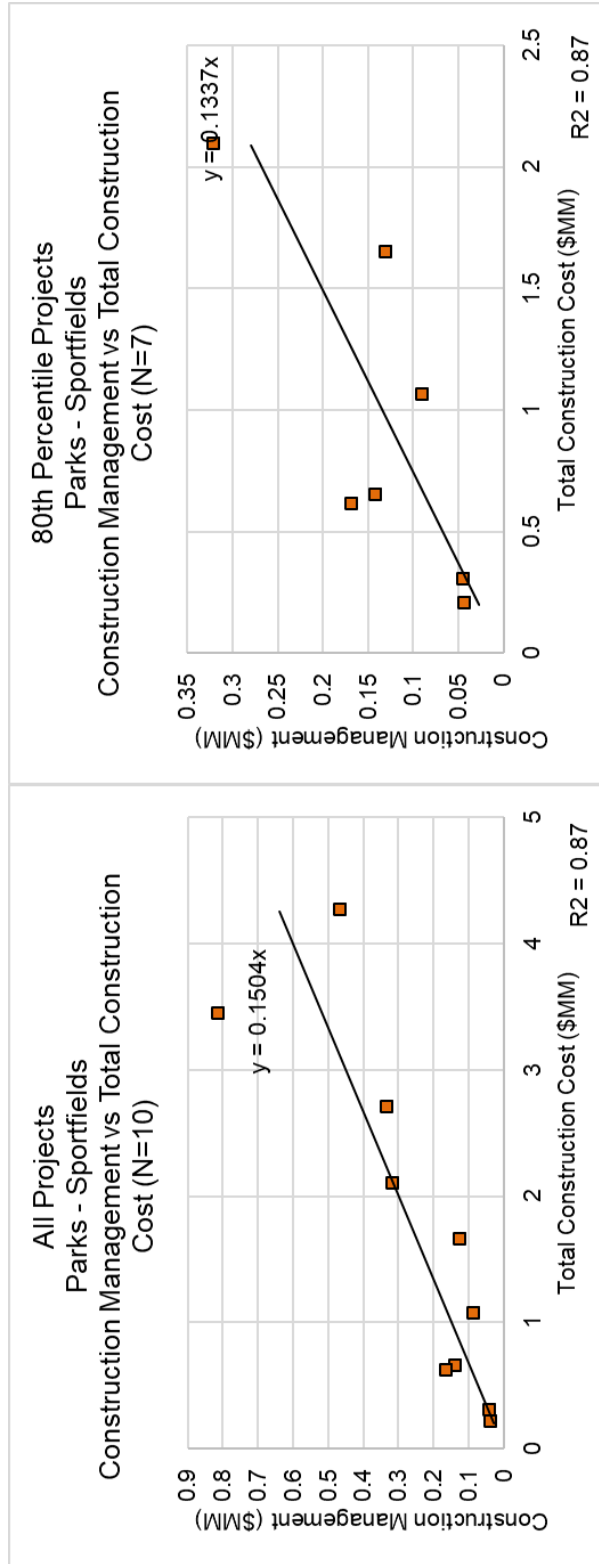 All Projects
Parks - Sportfields
Construction Management vs Total Construction
Cost (N=10)
Construction Management ($MM)
0.9
0.8
0.7
0.6
0.5
0.4
0.3
0.2
0.1
0
y = 0.1504x
0 1 2 3 4 5
Total Construction Cost ($MM)
R2 = 0.87
80th Percentile Projects
Parks - Sportfields
Construction Management vs Total Construction
Cost (N=7)
Construction Management ($MM)
0.35
0.3
0.25
0.2
0.15
0.1
0.05
0
y = 0.1337x
0 0.5 1 1.5 2 2.5
Total Construction Cost ($MM)
R2 = 0.87